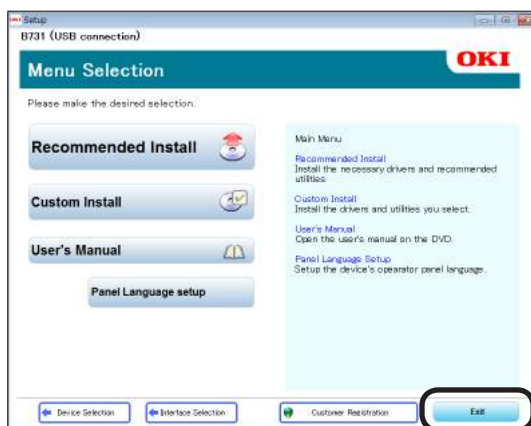 Setup
B731 (USB connection)
OKI
Menu Selection
Please make the desired selection.
Recommended Install
Custom Install
User's Manual
Panel Language setup
Main Menu
Recommended Install
Install the necessary drivers and recommended
utilities.
Custom Install
Install the drivers and utilities you select.
User's Manual
Open the user's manual on the DVD.
Panel Language Setup
Setup the device's opearator panel language.
Device Selection
Interface Selection
Customer Registration
Exit